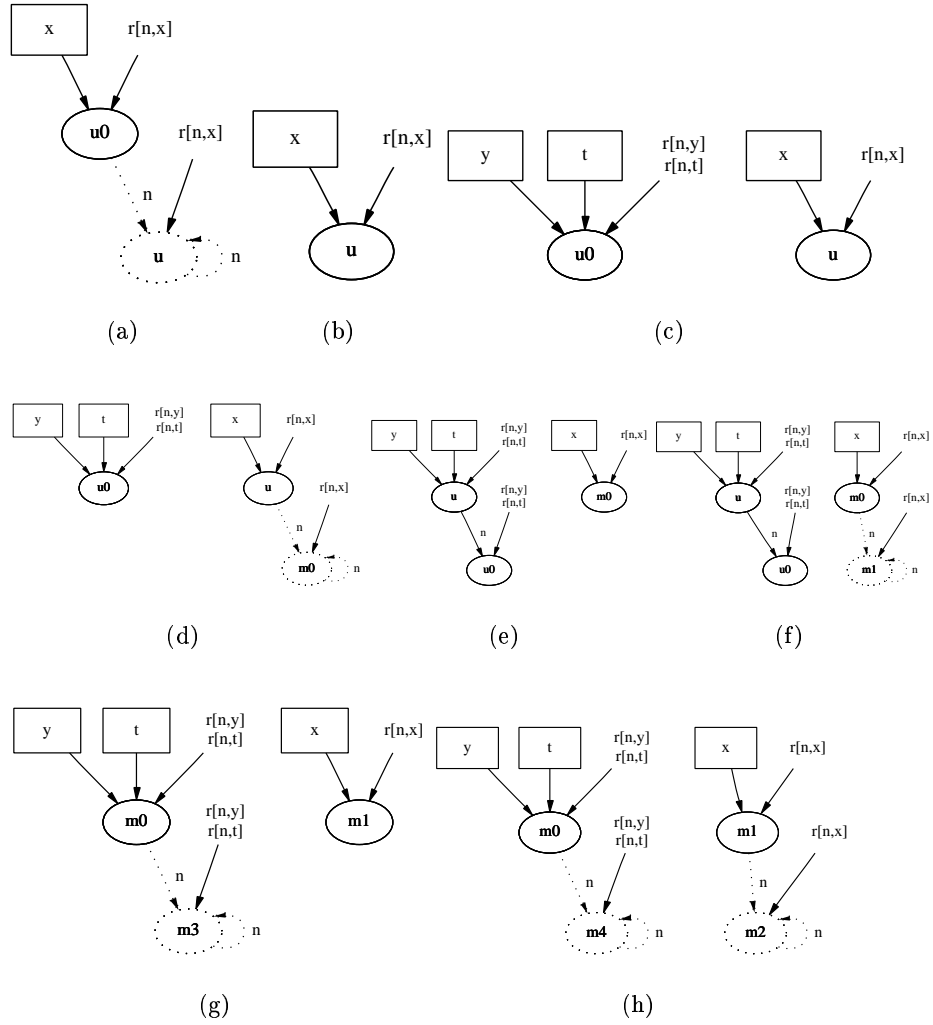 x r[n,x]
u0
r[n,x]
n
u n
x r[n,x]
u
y t r[n,y]
r[n,t]
u0
x r[n,x]
u
(a) (b) (c)
y t r[n,y]
r[n,t]
u0
x r[n,x]
u
r[n,x]
n
m0 n
y t r[n,y]
r[n,t]
u
r[n,y]
r[n,t]
n
u0
x r[n,x]
m0
y t r[n,y]
r[n,t]
u
r[n,y]
r[n,t]
n
u0
x r[n,x]
m0
r[n,x]
n
m1 n
(d) (e) (f)
y t r[n,y]
r[n,t]
m0
r[n,y]
r[n,t]
n
m3 n
x r[n,x]
m1
y t r[n,y]
r[n,t]
m0
r[n,y]
r[n,t]
n
m4 n
x r[n,x]
m1
r[n,x]
n
m2 n
(g) (h)